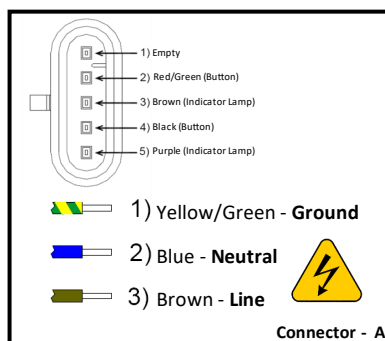 1) Empty
2) Red/Green (Button)
3) Brown (Indicator Lamp)
4) Black (Button)
5) Purple (Indicator Lamp)
1) Yellow/Green - Ground
2) Blue - Neutral
3) Brown - Line
Connector - A